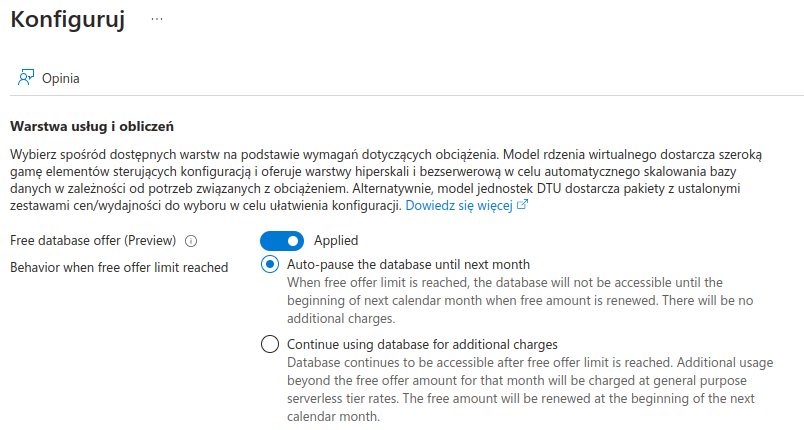 Konfiguruj ...
Opinia
Warstwa usług i obliczeń
Wybierz spośród dostępnych warstw na podstawie wymagań dotyczących obciążenia. Model rdzenia wirtualnego dostarcza szeroką
gamę elementów sterujących konfiguracją i oferuje warstwy hiperskali i bezserwerową w celu automatycznego skalowania bazy
danych w zależności od potrzeb związanych z obciążeniem. Alternatywnie, model jednostek DTU dostarcza pakiety z ustalonymi
zestawami cen/wydajności do wyboru w celu ułatwienia konfiguracji. Dowiedz się więcej
Free database offer (Preview) Applied
Behavior when free offer limit reached Auto-pause the database until next month
When free offer limit is reached, the database will not be accessible until the
beginning of next calendar month when free amount is renewed. There will be no
additional charges.
Continue using database for additional charges
Database continues to be accessible after free offer limit is reached. Additional usage
beyond the free offer amount for that month will be charged at general purpose
serverless tier rates. The free amount will be renewed at the beginning of the next
calendar month.